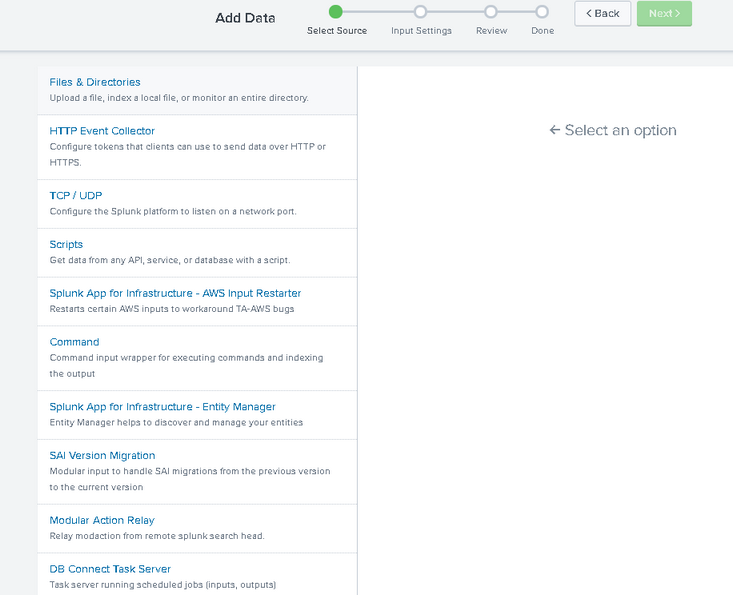 Add Data
Select Source
Input Settings
Review
Done
< Back
Next >
Files & Directories
Upload a file, index a local file, or monitor an entire directory.
HTTP Event Collector
Configure tokens that clients can use to send data over HTTP or
HTTPS.
TCP / UDP
Configure the Splunk platform to listen on a network port.
Scripts
Get data from any API, service, or database with a script.
Splunk App for Infrastructure - AWS Input Restarter
Restarts certain AWS inputs to workaround TA-AWS bugs
Command
Command input wrapper for executing commands and indexing
the output
Splunk App for Infrastructure - Entity Manager
Entity Manager helps to discover and manage your entities
SAI Version Migration
Modular input to handle SAI migrations from the previous version
to the current version
Modular Action Relay
Relay modaction from remote splunk search head.
DB Connect Task Server
Task server running scheduled jobs (inputs, outputs)
← Select an option